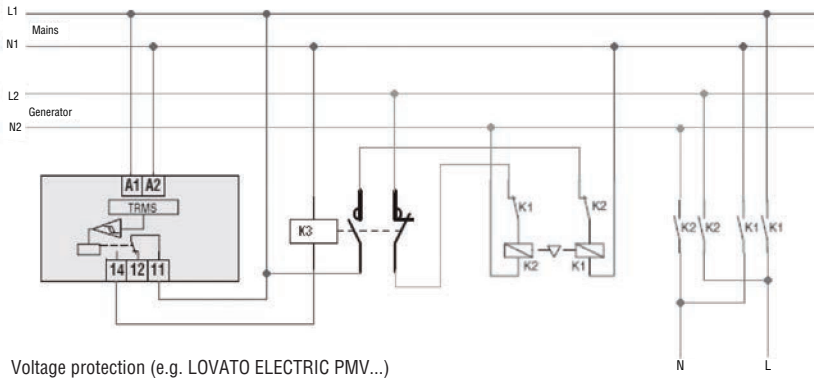 L1
Mains
N1
L2
Generator
N2
A1 A2
TRMS
14 12 11
K3
K1
K2
K2
K1
K2 K2 K1 K1
Voltage protection (e.g. LOVATO ELECTRIC PMV...)
N L